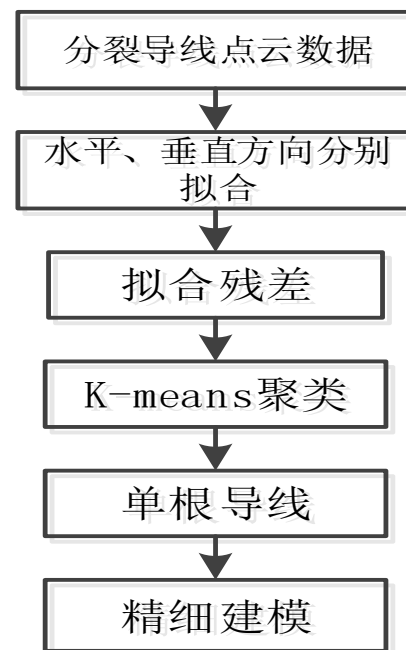 分裂导线点云数据
水平、垂直方向分别
拟合
拟合残差
K-means聚类
单根导线
精细建模